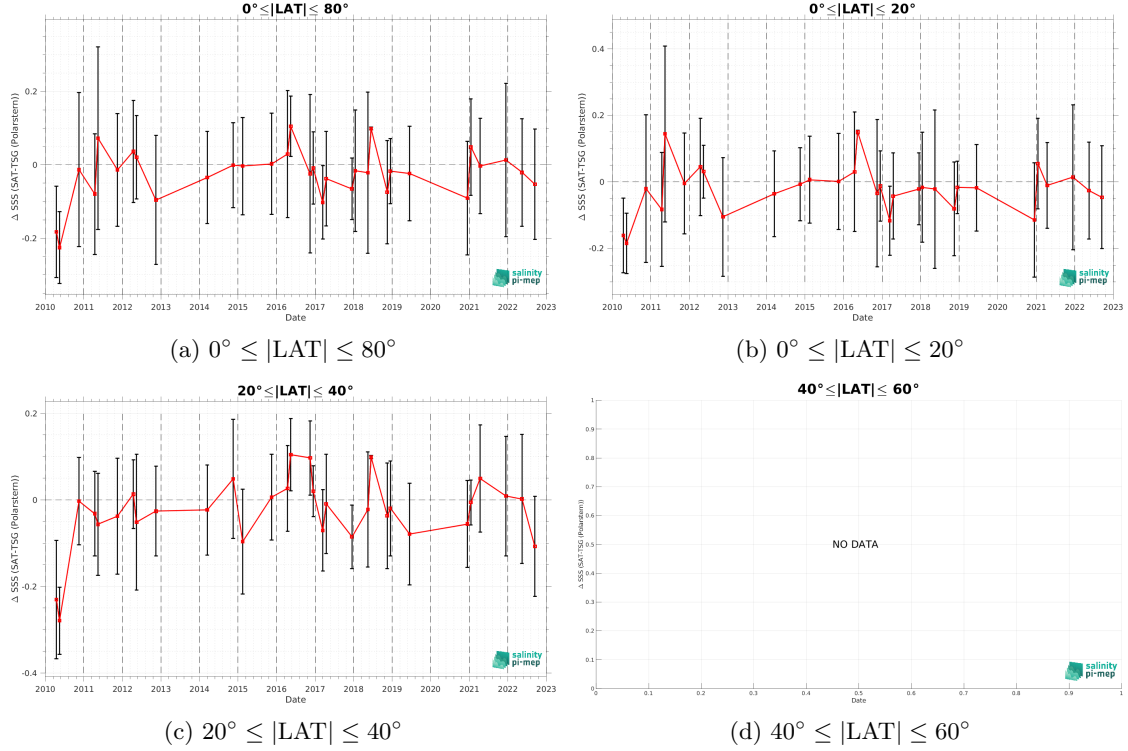 0°≤|LAT|≤ 80°
Δ SSS (SAT-TSG (Polarstern))
0.2
0
-0.2
2010 2011 2012 2013 2014 2015 2016 2017 2018 2019 2020 2021 2022 2023
Date
salinity
pi-mep
(a) 0° ≤ |LAT| ≤ 80°
0°≤|LAT|≤ 20°
Δ SSS (SAT-TSG (Polarstern))
0.4
0.2
0
-0.2
2010 2011 2012 2013 2014 2015 2016 2017 2018 2019 2020 2021 2022 2023
Date
salinity
pi-mep
(b) 0° ≤ |LAT| ≤ 20°
20°≤|LAT|≤ 40°
Δ SSS (SAT-TSG (Polarstern))
0.2
0
-0.2
-0.4
2010 2011 2012 2013 2014 2015 2016 2017 2018 2019 2020 2021 2022 2023
Date
salinity
pi-mep
(c) 20° ≤ |LAT| ≤ 40°
40°≤|LAT|≤ 60°
Δ SSS (SAT-TSG (Polarstern))
1
0.9
0.8
0.7
0.6
0.5
0.4
0.3
0.2
0.1
0
NO DATA
0 0.1 0.2 0.3 0.4 0.5 0.6 0.7 0.8 0.9 1
Date
salinity
pi-mep
(d) 40° ≤ |LAT| ≤ 60°